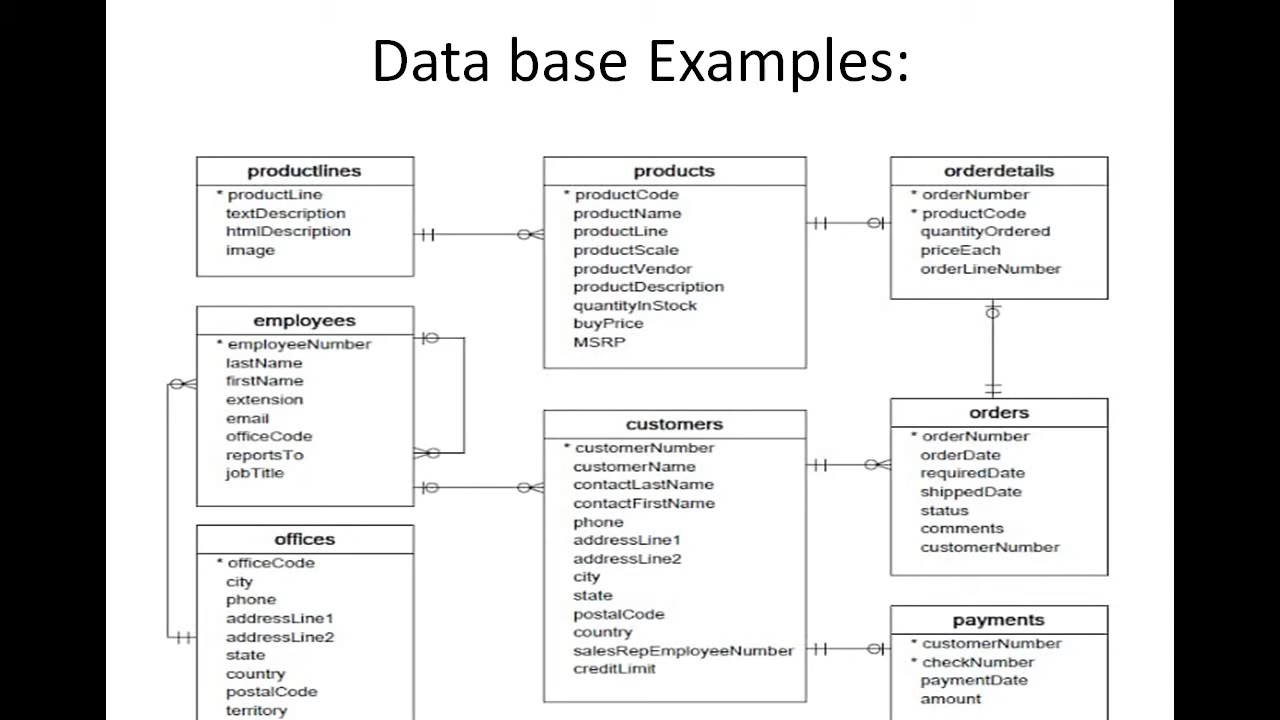 Data base Examples:
productlines
* productLine
textDescription
htmlDescription
image
products
* productCode
productName
productLine
productScale
productVendor
productDescription
quantityInStock
buyPrice
MSRP
orderdetails
* orderNumber
* productCode
quantityOrdered
priceEach
orderLineNumber
employees
* employeeNumber
lastName
firstName
extension
email
officeCode
reportsTo
jobTitle
customers
* customerNumber
customerName
contactLastName
contactFirstName
phone
addressLine1
addressLine2
city
state
postalCode
country
salesRepEmployeeNumber
creditLimit
orders
* orderNumber
orderDate
requiredDate
shippedDate
status
comments
customerNumber
offices
* officeCode
city
phone
addressLine1
addressLine2
state
country
postalCode
territory
payments
* customerNumber
* checkNumber
paymentDate
amount